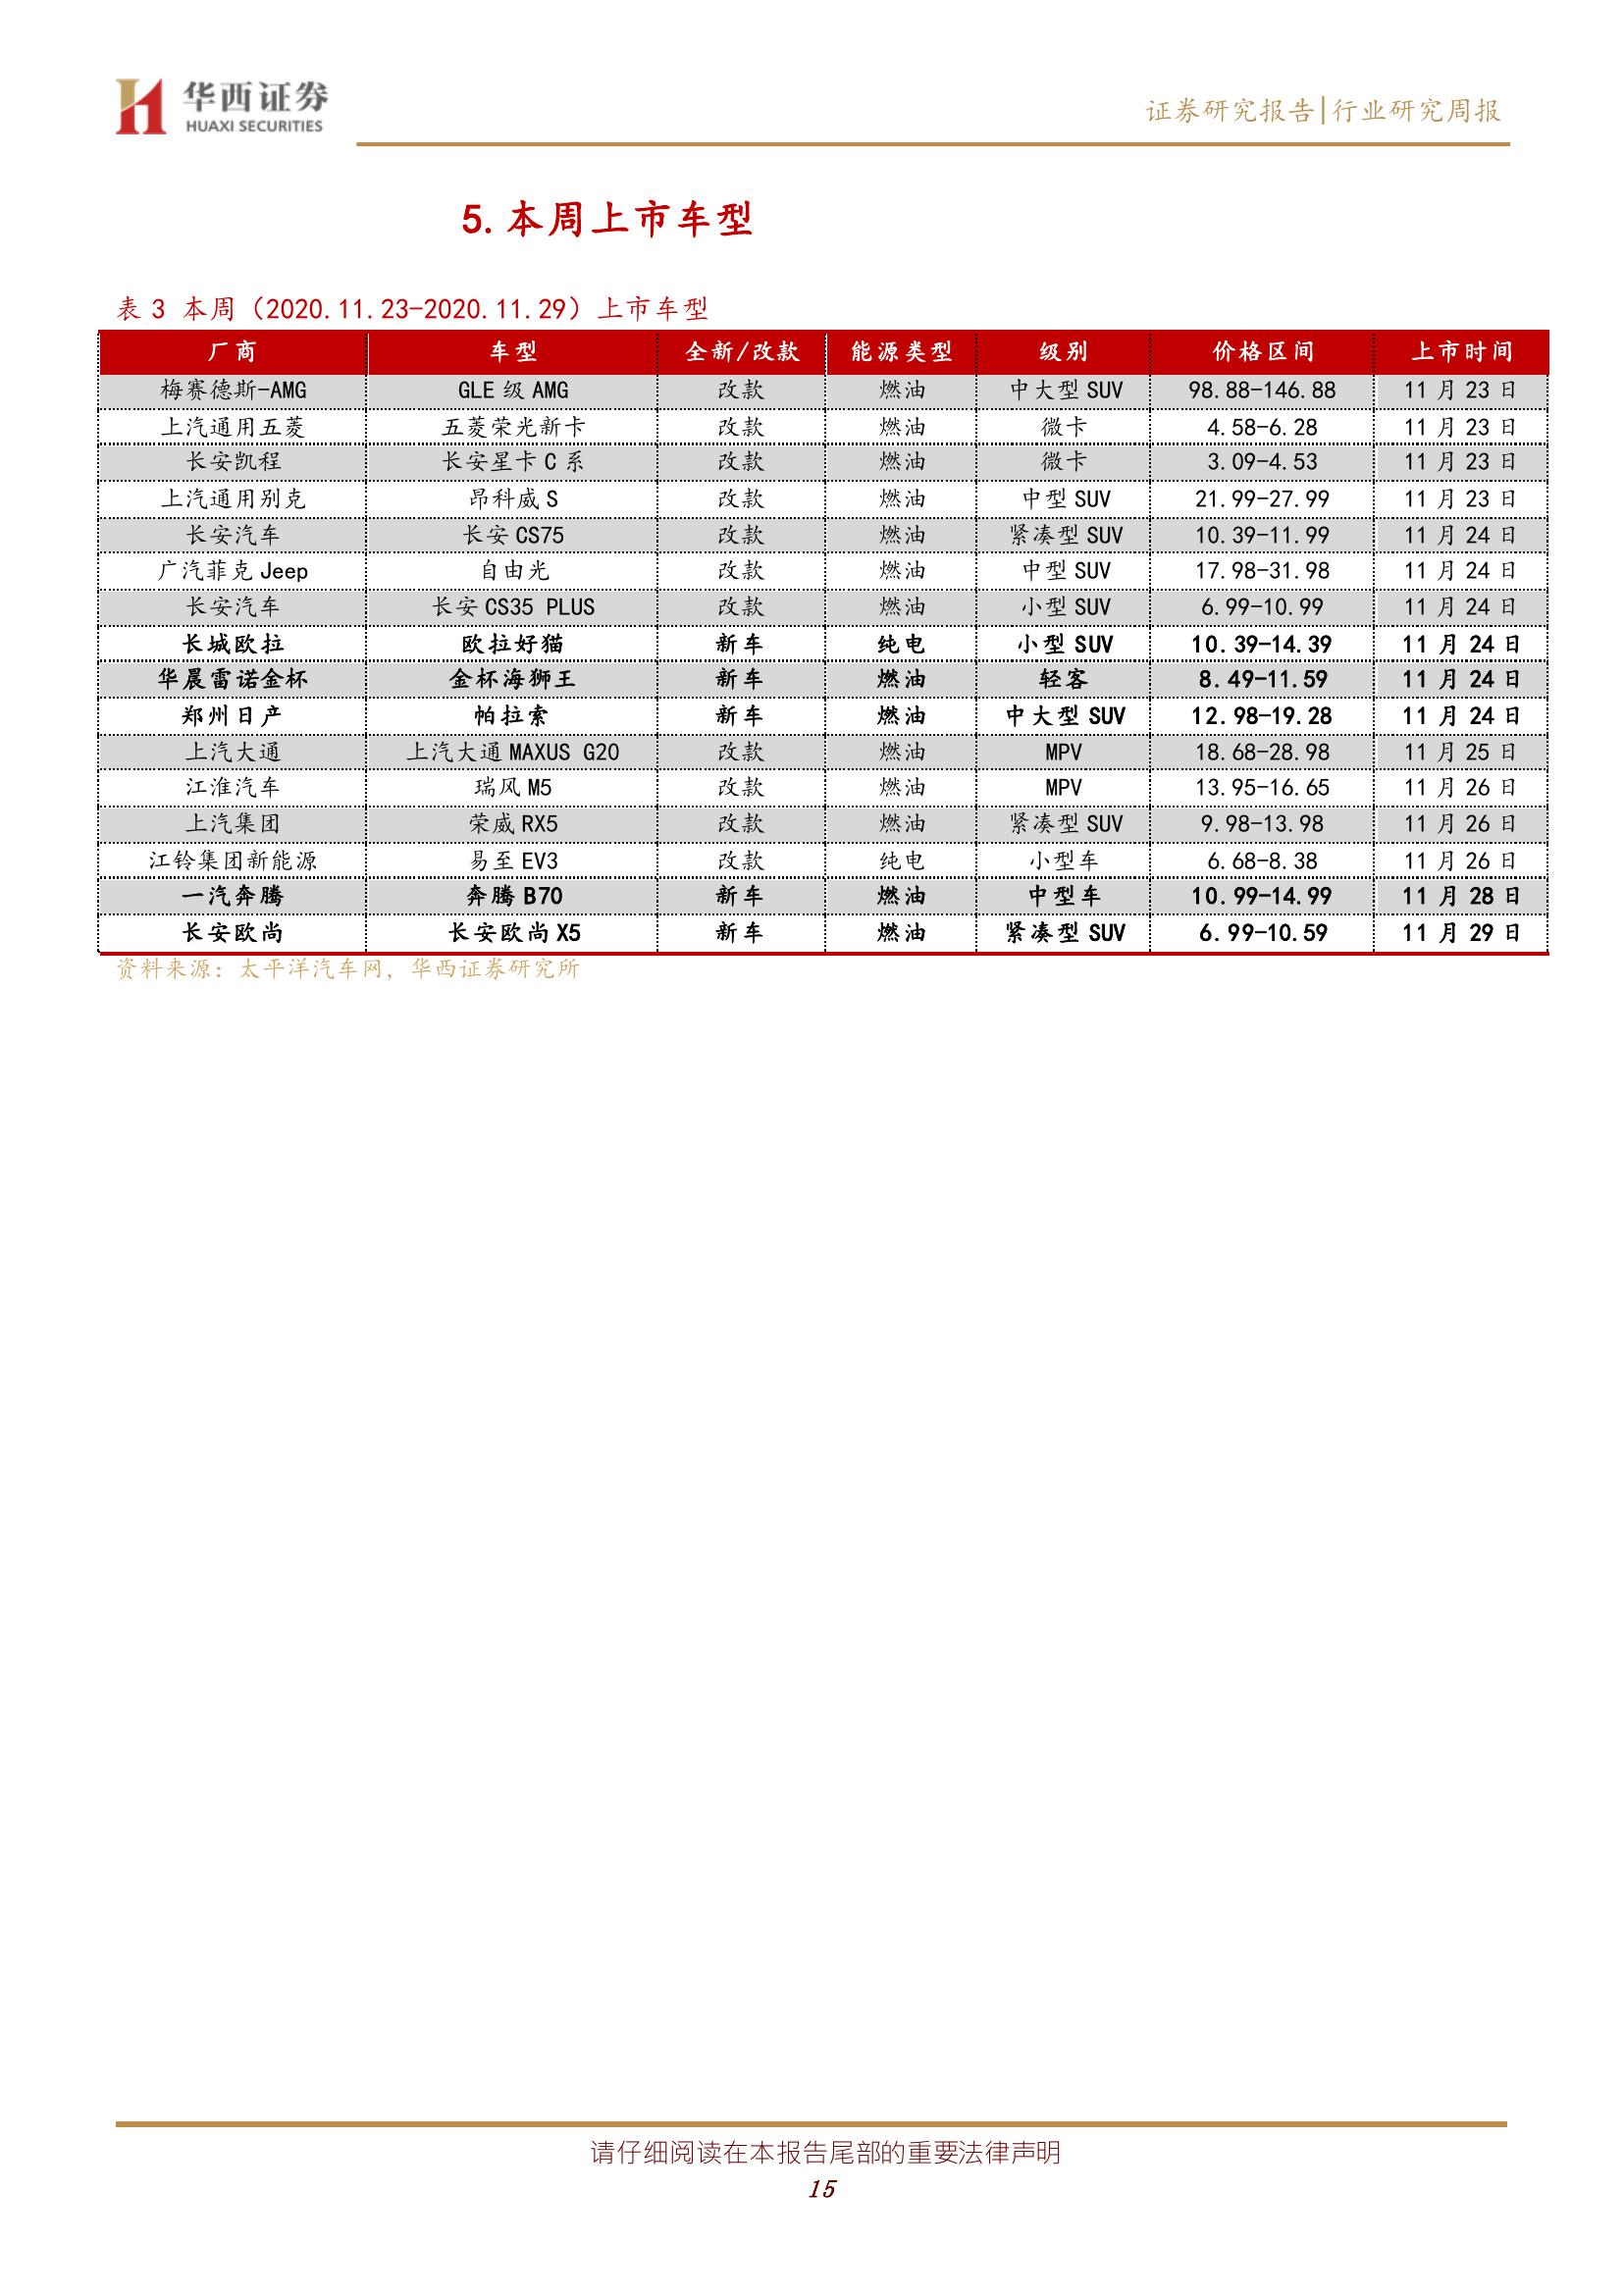 华西证券
HUAXI SECURITIES
证券研究报告|行业研究周报
5.本周上市车型
表 3 本周（2020.11.23-2020.11.29）上市车型
厂商 车型 全新/改款 能源类型 级别 价格区间 上市时间
梅赛德斯-AMG GLE 级 AMG 改款 燃油 中大型 SUV 98.88-146.88 11 月 23 日
上汽通用五菱 五菱荣光新卡 改款 燃油 微卡 4.58-6.28 11 月 23 日
长安凯程 长安星卡 C 系 改款 燃油 微卡 3.09-4.53 11 月 23 日
上汽通用别克 昂科威 S 改款 燃油 中型 SUV 21.99-27.99 11 月 23 日
长安汽车 长安 CS75 改款 燃油 紧凑型 SUV 10.39-11.99 11 月 24 日
广汽菲克 Jeep 自由光 改款 燃油 中型 SUV 17.98-31.98 11 月 24 日
长安汽车 长安 CS35 PLUS 改款 燃油 小型 SUV 6.99-10.99 11 月 24 日
长城欧拉 欧拉好猫 新车 纯电 小型 SUV 10.39-14.39 11 月 24 日
华晨雷诺金杯 金杯海狮王 新车 燃油 轻客 8.49-11.59 11 月 24 日
郑州日产 帕拉索 新车 燃油 中大型 SUV 12.98-19.28 11 月 24 日
上汽大通 上汽大通 MAXUS G20 改款 燃油 MPV 18.68-28.98 11 月 25 日
江淮汽车 瑞风 M5 改款 燃油 MPV 13.95-16.65 11 月 26 日
上汽集团 荣威 RX5 改款 燃油 紧凑型 SUV 9.98-13.98 11 月 26 日
江铃集团新能源 易至 EV3 改款 纯电 小型车 6.68-8.38 11 月 26 日
一汽奔腾 奔腾 B70 新车 燃油 中型车 10.99-14.99 11 月 28 日
长安欧尚 长安欧尚 X5 新车 燃油 紧凑型 SUV 6.99-10.59 11 月 29 日
资料来源：太平洋汽车网，华西证券研究所
请仔细阅读在本报告尾部的重要法律声明
15